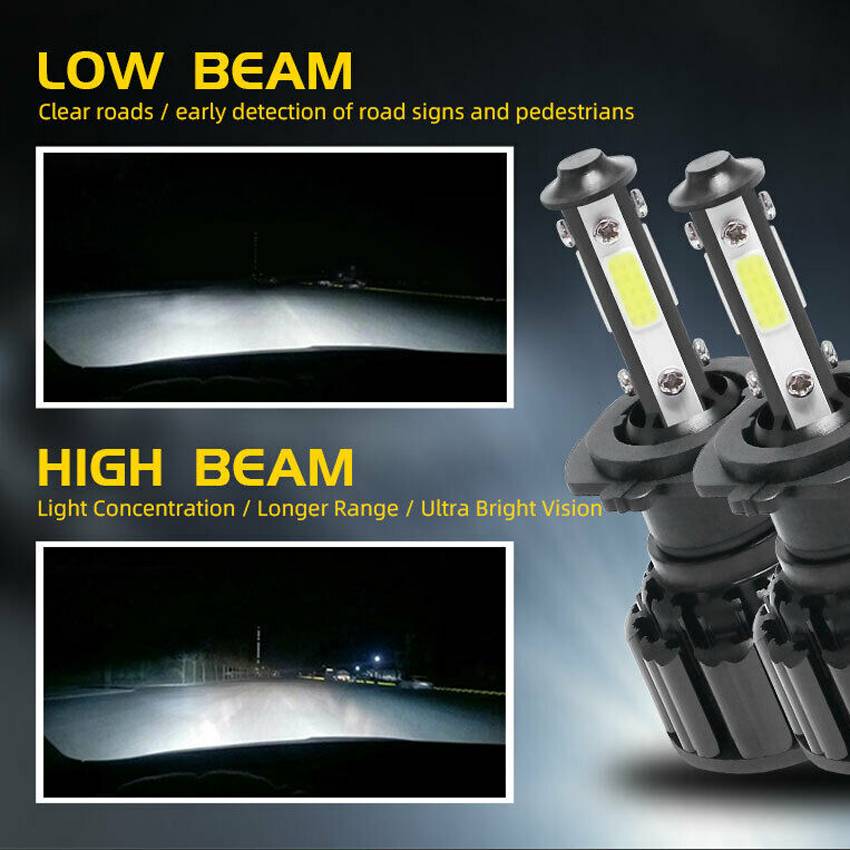 LOW BEAM
Clear roads / early detection of road signs and pedestrians
HIGH BEAM
Light Concentration / Longer Range / Ultra Bright Vision